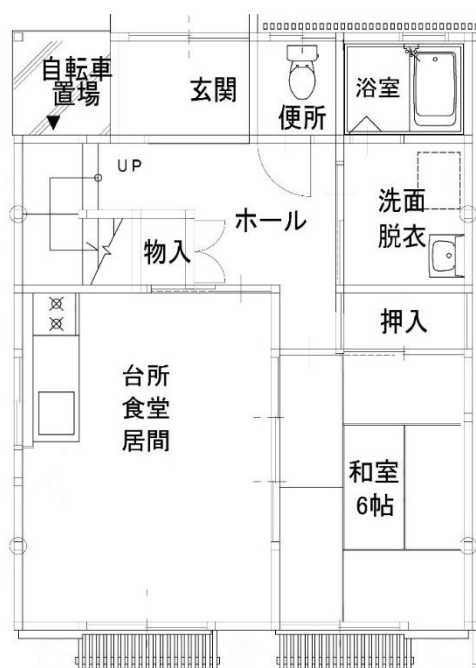 自転車
置場
玄関
便所
浴室
UP
ホール
洗面
脱衣
物入
押入
台所
食堂
居間
和室
6帖